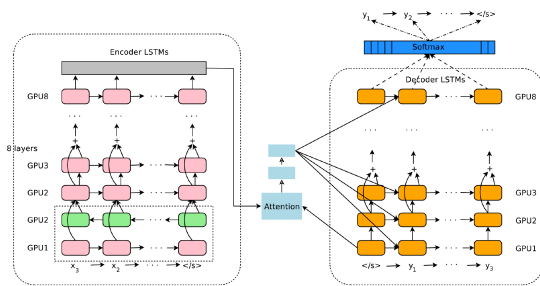 y1 y2 · · · </s>
Softmax
Encoder LSTMs
Decoder LSTMs
GPU8 · · · · · · GPU8
· · · · · ·
8 layers
+ + + + + +
GPU3 · · · · · · GPU3
GPU2 · · · Attention · · · GPU2
GPU2 · · ·
GPU1 · · · · · · GPU1
x3 x2 · · · </s>
</s> y1 · · · y3